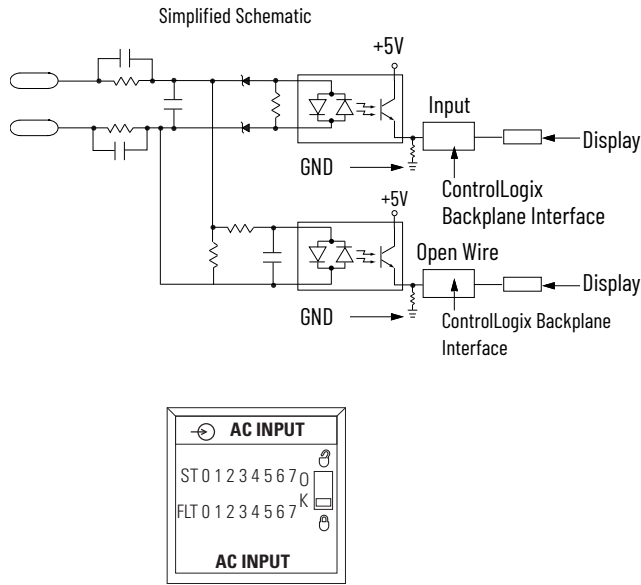 Simplified Schematic
+5V
Input
Display
GND
ControlLogix
Backplane Interface
+5V
Open Wire
Display
GND
ControlLogix Backplane
Interface
AC INPUT
ST 0 1 2 3 4 5 6 7 O
FLT 0 1 2 3 4 5 6 7 K
AC INPUT